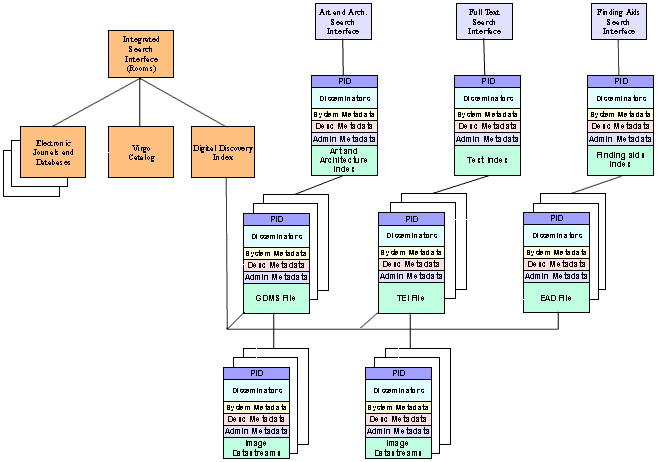 Art and Arch.
Search
Interface
Full Text
Search
Interface
Finding Aids
Search
Interface
Integrated
Search
Interface
(Rooms)
Electronic
Jounals and
Databases
Virgo
Catalog
Digital Discovery
Index
PID
Disseminators
System Metadata
Desc Metadata
Admin Metadata
Art and
Architecture
Index
PID
Disseminators
System Metadata
Desc Metadata
Admin Metadata
Text Index
PID
Disseminators
System Metadata
Desc Metadata
Admin Metadata
Finding aids
Index
PID
Disseminators
System Metadata
Desc Metadata
Admin Metadata
GDMS File
PID
Disseminators
System Metadata
Desc Metadata
Admin Metadata
TEI File
PID
Disseminators
System Metadata
Desc Metadata
Admin Metadata
EAD File
PID
Disseminators
System Metadata
Desc Metadata
Admin Metadata
Image
Datastreams
PID
Disseminators
System Metadata
Desc Metadata
Admin Metadata
Image
Datastreams